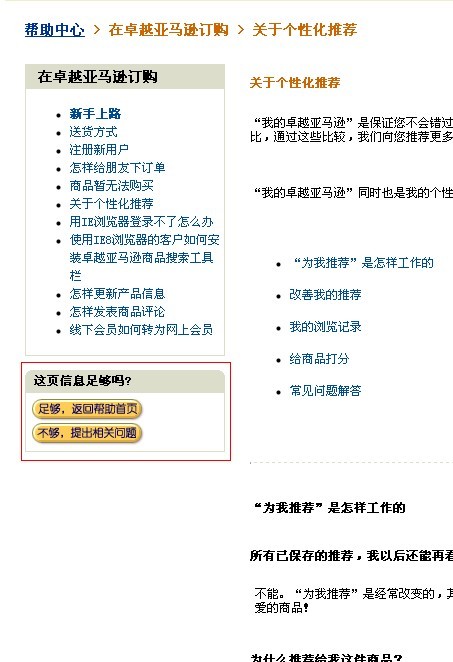 帮助中心 > 在卓越亚马逊订购 > 关于个性化推荐
在卓越亚马逊订购
新手上路
送货方式
注册新用户
怎样给朋友下订单
商品暂无法购买
关于个性化推荐
用IE浏览器登录不了怎么办
使用IE8浏览器的客户如何安
装卓越亚马逊商品搜索工具
栏
怎样更新产品信息
怎样发表商品评论
线下会员如何转为网上会员
这页信息足够吗?
足够，返回帮助首页
不够，提出相关问题
关于个性化推荐
“我的卓越亚马逊”是保证您不会错过
比，通过这些比较，我们向您推荐更多
“我的卓越亚马逊”同时也是我的个性
“为我推荐”是怎样工作的
改善我的推荐
我的浏览记录
给商品打分
常见问题解答
“为我推荐”是怎样工作的
所有已保存的推荐，我以后还能再看
不能。“为我推荐”是经常改变的，其
爱的商品!
为什么推荐给我这件商品？